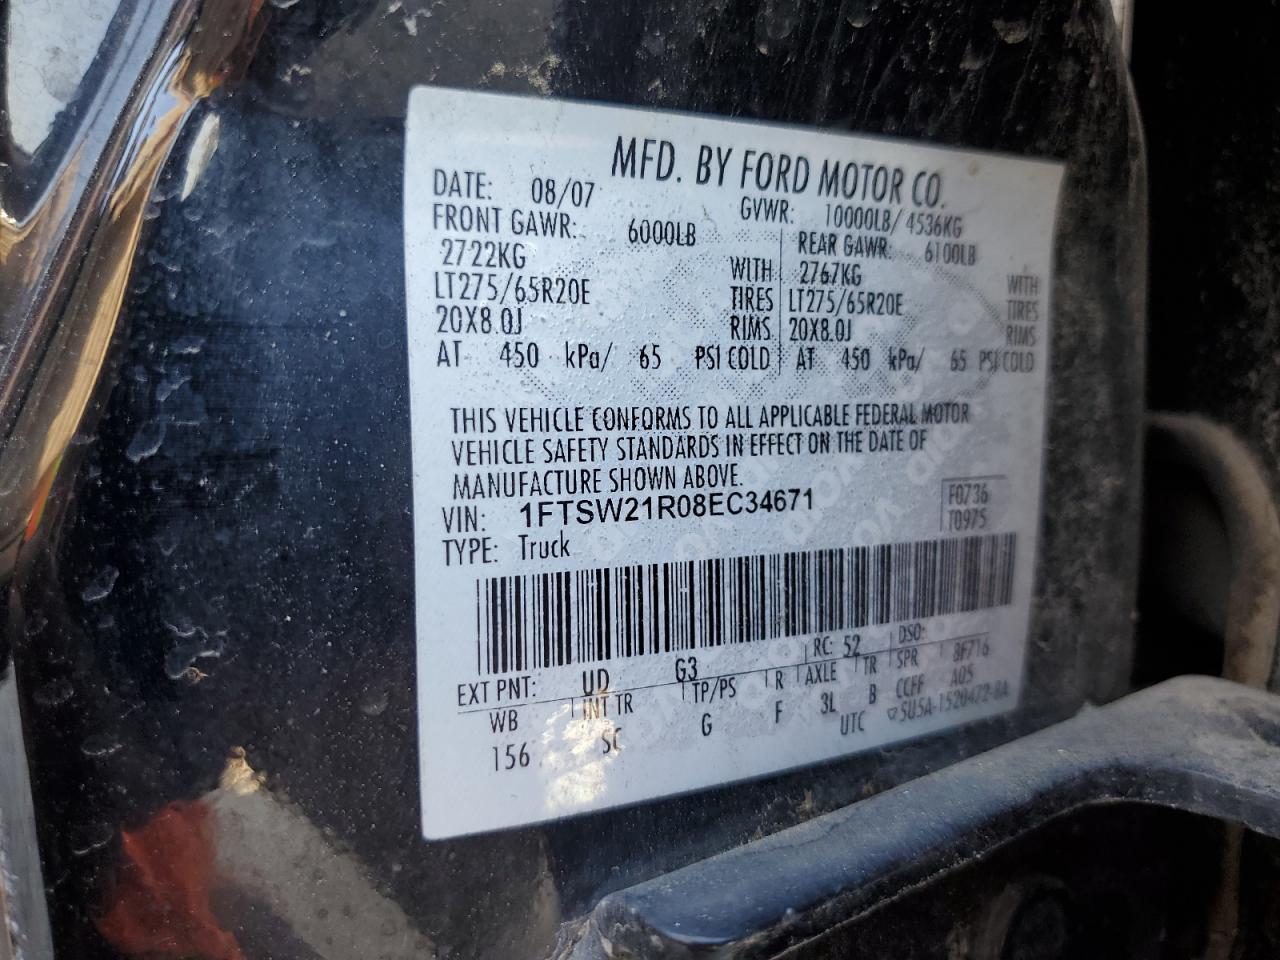 MFD. BY FORD MOTOR CO.
DATE: 08/07 GVWR: 10000LB/ 4536KG
FRONT GAWR: 6000LB REAR GAWR: 6100LB
2722KG WITH 2767KG WITH
LT275/65R20E TIRES LT275/65R20E TIRES
20X8.0J RIMS 20X8.0J RIMS
AT 450 kPa/ 65 PSI COLD AT 450 kPa/ 65 PSI COLD
THIS VEHICLE CONFORMS TO ALL APPLICABLE FEDERAL MOTOR
VEHICLE SAFETY STANDARDS IN EFFECT ON THE DATE OF
MANUFACTURE SHOWN ABOVE.
VIN: 1FTSW21R08EC34671 F0736
TYPE: Truck T0975
EXT PNT: UD G3 RC: 52 DSO:
WB INT TR TP/PS R AXLE TR SPR 8F716
156 SC G F 3L B CCFF A05
UTC ▽SU5A-1520472-BA